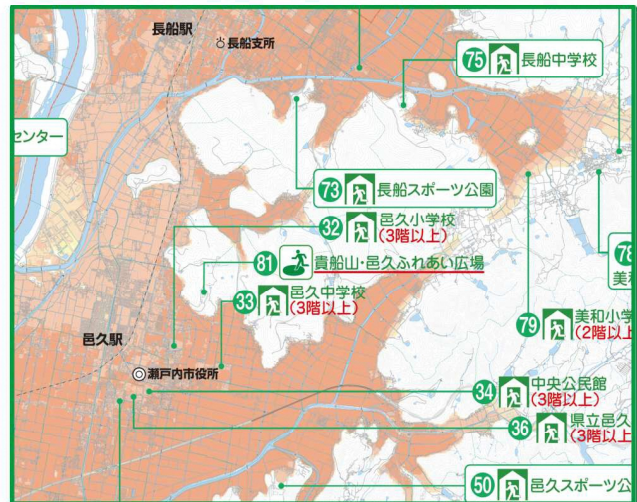 長船駅
長船支所
75 長船中学校
センター
73 長船スポーツ公園
32 邑久小学校
(3階以上)
81 貴船山・邑久ふれあい広場
78
美和
33 邑久中学校
(3階以上)
79 美和小学
(2階以上)
邑久駅
瀬戸内市役所
34 中央公民館
(3階以上)
36 県立邑久
(3階以上
50 邑久スポーツ公